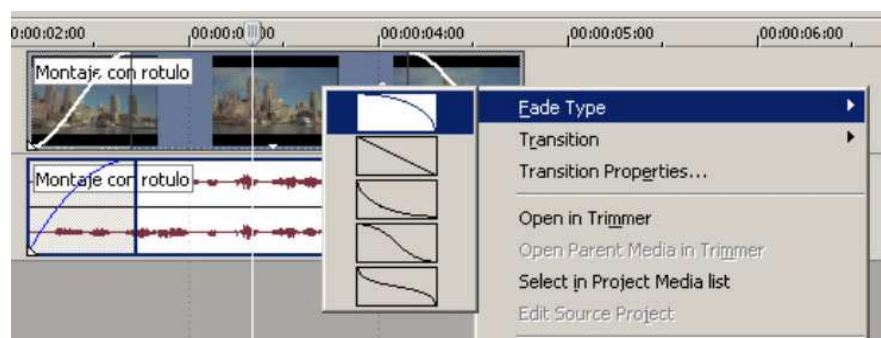 0:00:02:00
00:00:0 00
00:00:04:00
00:00:05:00
00:00:06:00
Montaje con rotulo
Montaje con rotulo
Fade Type
Transition
Transition Properties...
Open in Trimmer
Open Parent Media in Trimmer
Select in Project Media list
Edit Source Project